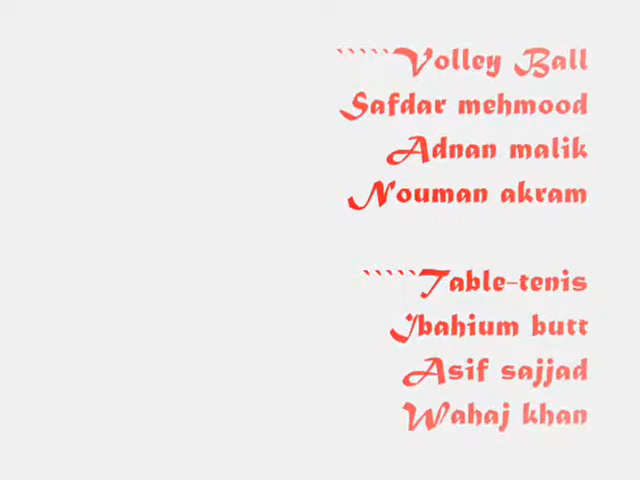 `````Volley Ball
Safdar mehmood
Adnan malik
Nouman akram
`````Table-tenis
Ibahium butt
Asif sajjad
Wahaj khan